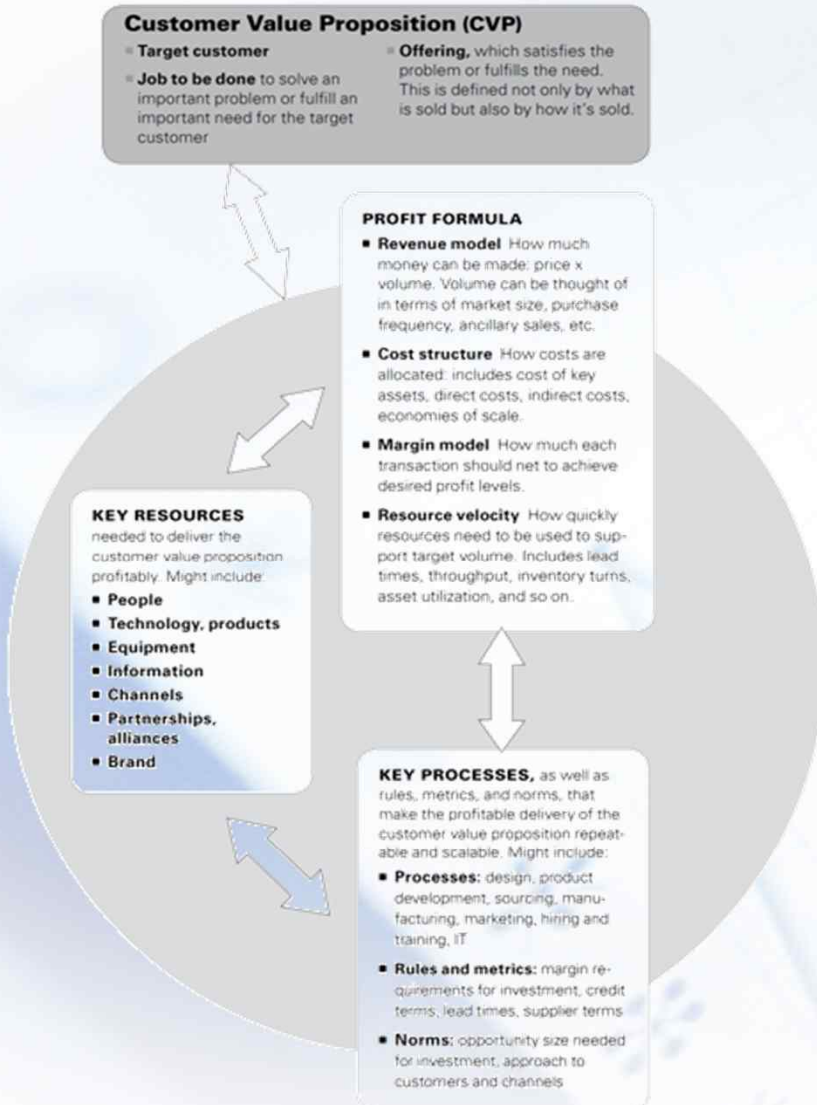 Customer Value Proposition (CVP)
▪ Target customer
▪ Job to be done to solve an
important problem or fulfill an
important need for the target
customer
▪ Offering, which satisfies the
problem or fulfills the need.
This is defined not only by what
is sold but also by how it's sold.
PROFIT FORMULA
▪ Revenue model How much
money can be made: price x
volume. Volume can be thought of
in terms of market size, purchase
frequency, ancillary sales, etc.
▪ Cost structure How costs are
allocated: includes cost of key
assets, direct costs, indirect costs,
economies of scale.
▪ Margin model How much each
transaction should net to achieve
desired profit levels.
▪ Resource velocity How quickly
resources need to be used to sup-
port target volume. Includes lead
times, throughput, inventory turns,
asset utilization, and so on.
KEY RESOURCES
needed to deliver the
customer value proposition
profitably. Might include:
▪ People
▪ Technology, products
▪ Equipment
▪ Information
▪ Channels
▪ Partnerships,
alliances
▪ Brand
KEY PROCESSES, as well as
rules, metrics, and norms, that
make the profitable delivery of the
customer value proposition repeat-
able and scalable. Might include:
▪ Processes: design, product
development, sourcing, manu-
facturing, marketing, hiring and
training, IT
▪ Rules and metrics: margin re-
quirements for investment, credit
terms, lead times, supplier terms
▪ Norms: opportunity size needed
for investment, approach to
customers and channels